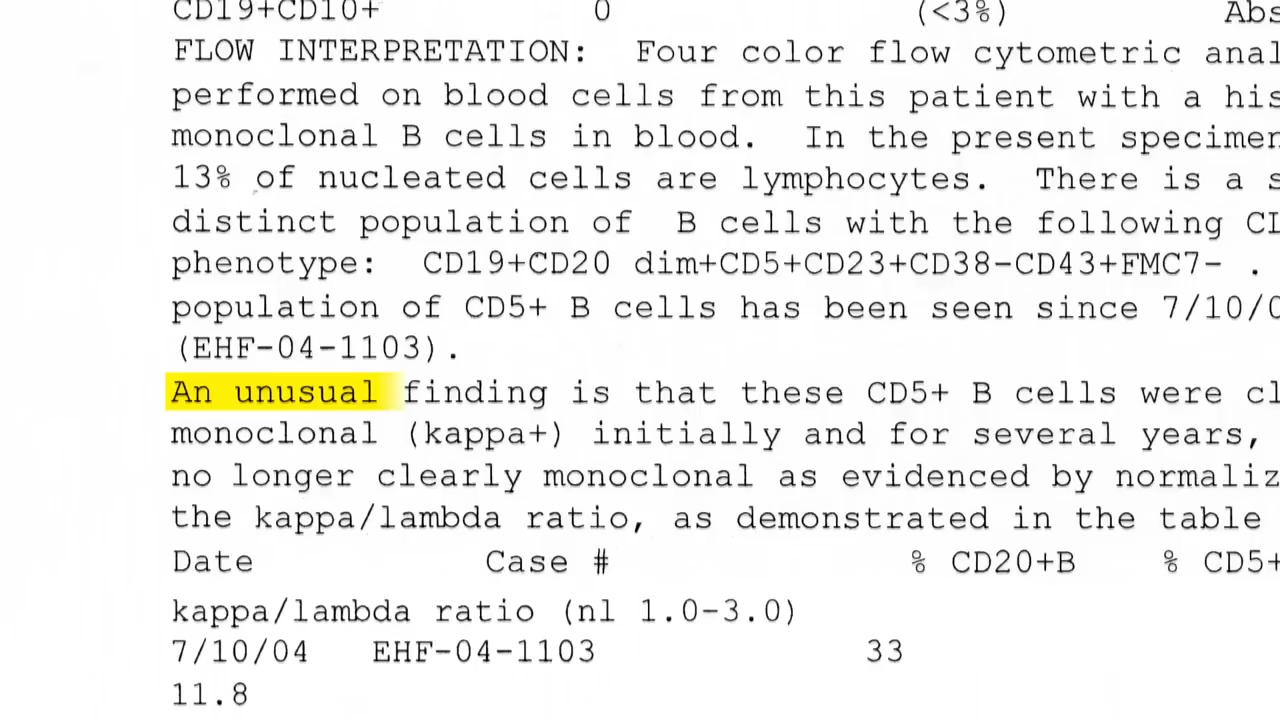 CD19+CD10+ 0 (<3%) Abs
FLOW INTERPRETATION: Four color flow cytometric anal
performed on blood cells from this patient with a his
monoclonal B cells in blood. In the present specimen
13% of nucleated cells are lymphocytes. There is a s
distinct population of B cells with the following CL
phenotype: CD19+CD20 dim+CD5+CD23+CD38-CD43+FMC7- .
population of CD5+ B cells has been seen since 7/10/0
(EHF-04-1103).
An unusual finding is that these CD5+ B cells were cl
monoclonal (kappa+) initially and for several years,
no longer clearly monoclonal as evidenced by normaliz
the kappa/lambda ratio, as demonstrated in the table
Date Case # % CD20+B % CD5+
kappa/lambda ratio (nl 1.0-3.0)
7/10/04 EHF-04-1103 33
11.8